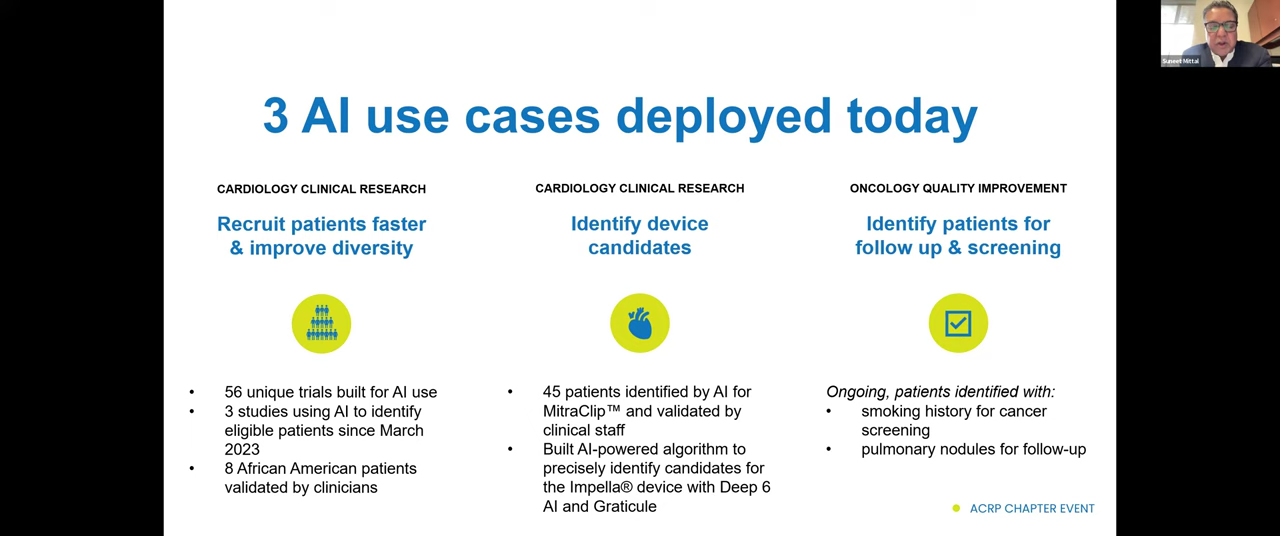 3 AI use cases deployed today
CARDIOLOGY CLINICAL RESEARCH
Recruit patients faster
& improve diversity
• 56 unique trials built for AI use
• 3 studies using AI to identify
eligible patients since March
2023
• 8 African American patients
validated by clinicians
CARDIOLOGY CLINICAL RESEARCH
Identify device
candidates
• 45 patients identified by AI for
MitraClip™ and validated by
clinical staff
• Built AI-powered algorithm to
precisely identify candidates for
the Impella® device with Deep 6
AI and Graticule
ONCOLOGY QUALITY IMPROVEMENT
Identify patients for
follow up & screening
Ongoing, patients identified with:
• smoking history for cancer
screening
• pulmonary nodules for follow-up
ACRP CHAPTER EVENT
Suneet Mittal